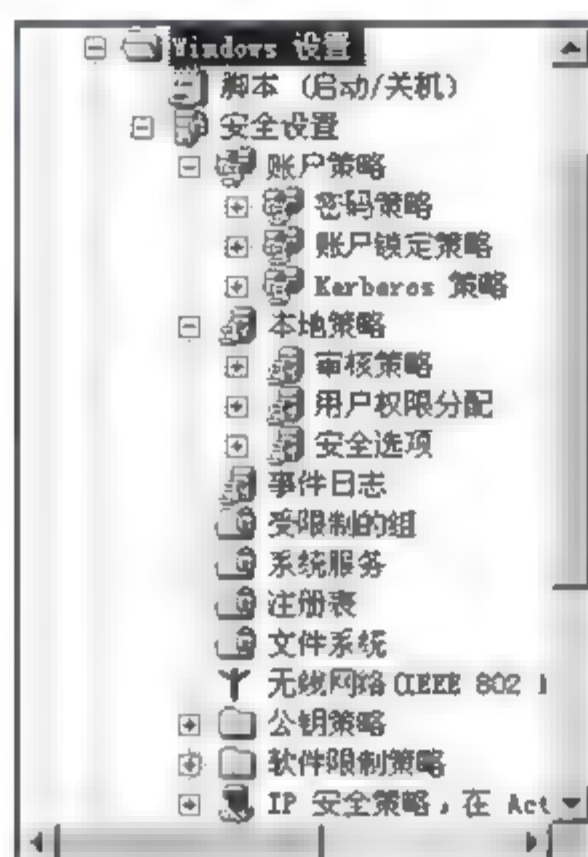 Windows 设置
脚本 (启动/关机)
安全设置
账户策略
密码策略
账户锁定策略
Kerberos 策略
本地策略
审核策略
用户权限分配
安全选项
事件日志
受限制的组
系统服务
注册表
文件系统
无线网络 (IEEE 802 1
公钥策略
软件限制策略
IP 安全策略，在 Act